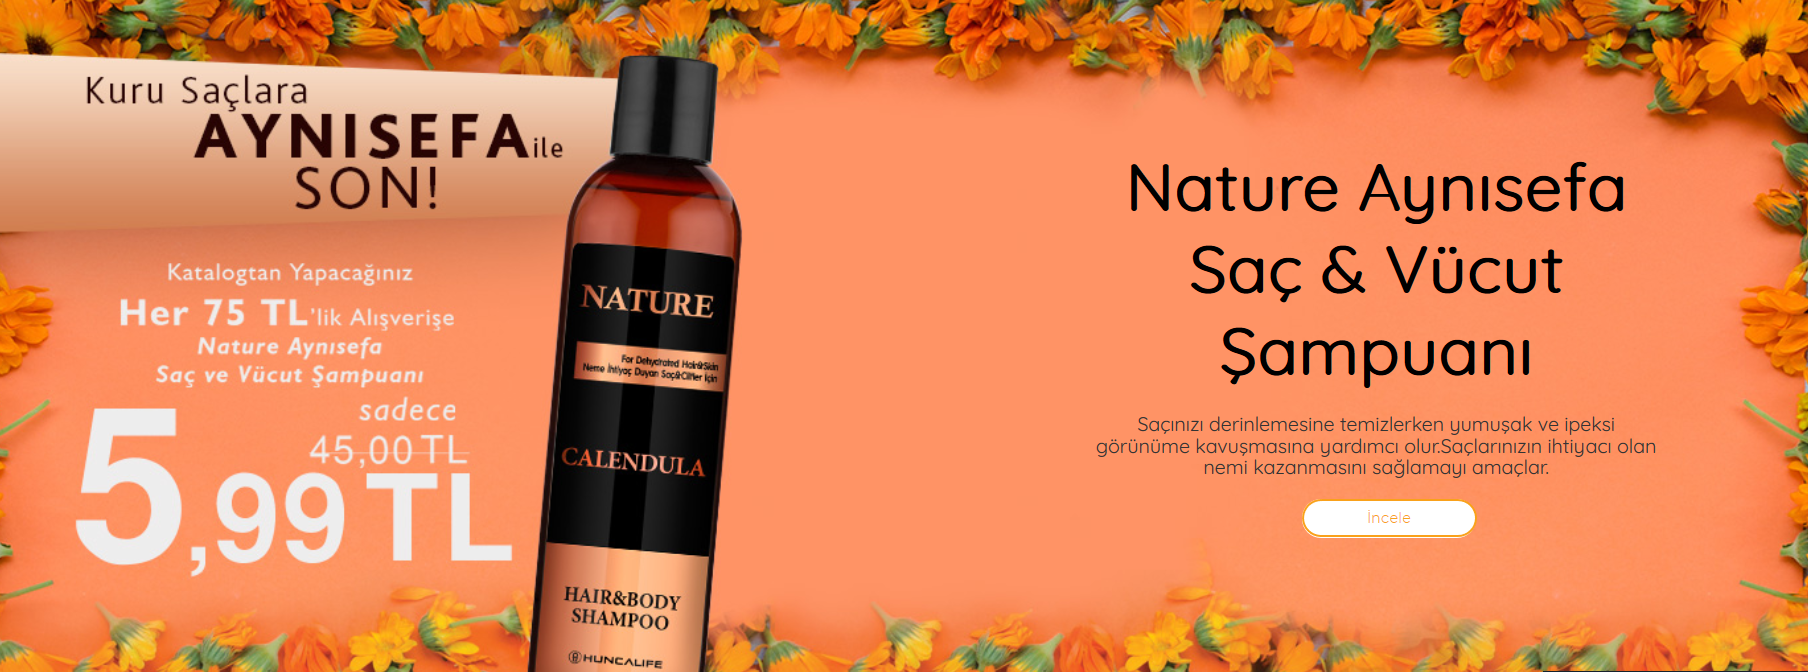 Kuru Saçlara
AYNISEFA ile
SON!
Katalogtan Yapacağınız
Her 75 TL'lik Alışverişe
Nature Aynısefa
Saç ve Vücut Şampuanı
sadece
45,00 TL
5,99 TL
NATURE
For Dehydrated Hair&Skin
Neme İhtiyaç Duyan Saç&Ciltler İçin
CALENDULA
HAIR&BODY
SHAMPOO
HUNCALIFE
Nature Aynısefa
Saç & Vücut
Şampuanı
Saçınızı derinlemesine temizlerken yumuşak ve ipeksi
görünüme kavuşmasına yardımcı olur.Saçlarınızın ihtiyacı olan
nemi kazanmasını sağlamayı amaçlar.
İncele